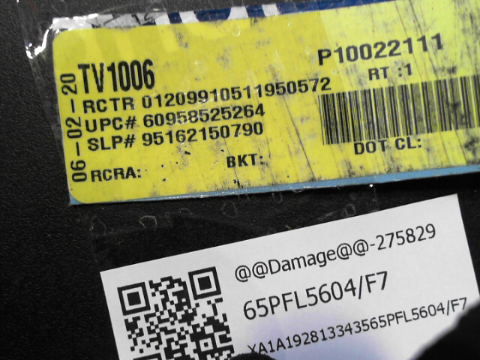 06-02-20
TV1006
P10022111
RCTR 01209910511950572
RT :1
UPC# 60958525264
SLP# 95162150790
DOT CL:
BKT:
RCRA:
@@Damage@@-275829
65PFL5604/F7
XA1A192813343565PFL5604/F7